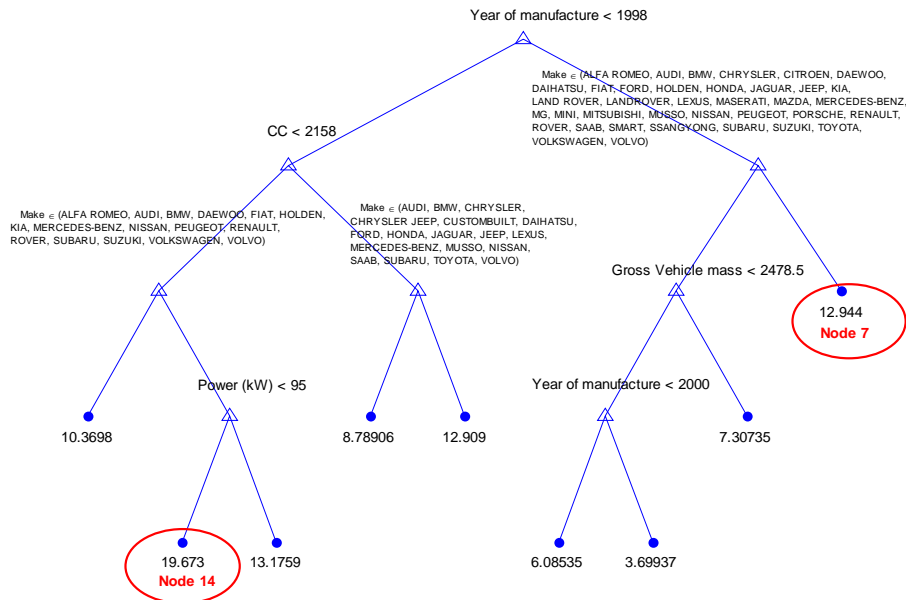 Year of manufacture < 1998
Make ∈ (ALFA ROMEO, AUDI, BMW, CHRYSLER, CITROEN, DAEWOO,
DAIHATSU, FIAT, FORD, HOLDEN, HONDA, JAGUAR, JEEP, KIA,
LAND ROVER, LANDROVER, LEXUS, MASERATI, MAZDA, MERCEDES-BENZ,
MG, MINI, MITSUBISHI, MUSSO, NISSAN, PEUGEOT, PORSCHE, RENAULT,
ROVER, SAAB, SMART, SSANGYONG, SUBARU, SUZUKI, TOYOTA,
VOLKSWAGEN, VOLVO)
CC < 2158
Make ∈ (ALFA ROMEO, AUDI, BMW, DAEWOO, FIAT, HOLDEN,
KIA, MERCEDES-BENZ, NISSAN, PEUGEOT, RENAULT,
ROVER, SUBARU, SUZUKI, VOLKSWAGEN, VOLVO)
Make ∈ (AUDI, BMW, CHRYSLER,
CHRYSLER JEEP, CUSTOMBUILT, DAIHATSU,
FORD, HONDA, JAGUAR, JEEP, LEXUS,
MERCEDES-BENZ, MUSSO, NISSAN,
SAAB, SUBARU, TOYOTA, VOLVO)
Gross Vehicle mass < 2478.5
12.944
Node 7
Power (kW) < 95
Year of manufacture < 2000
10.3698
8.78906
12.909
7.30735
19.673
Node 14
13.1759
6.08535
3.69937